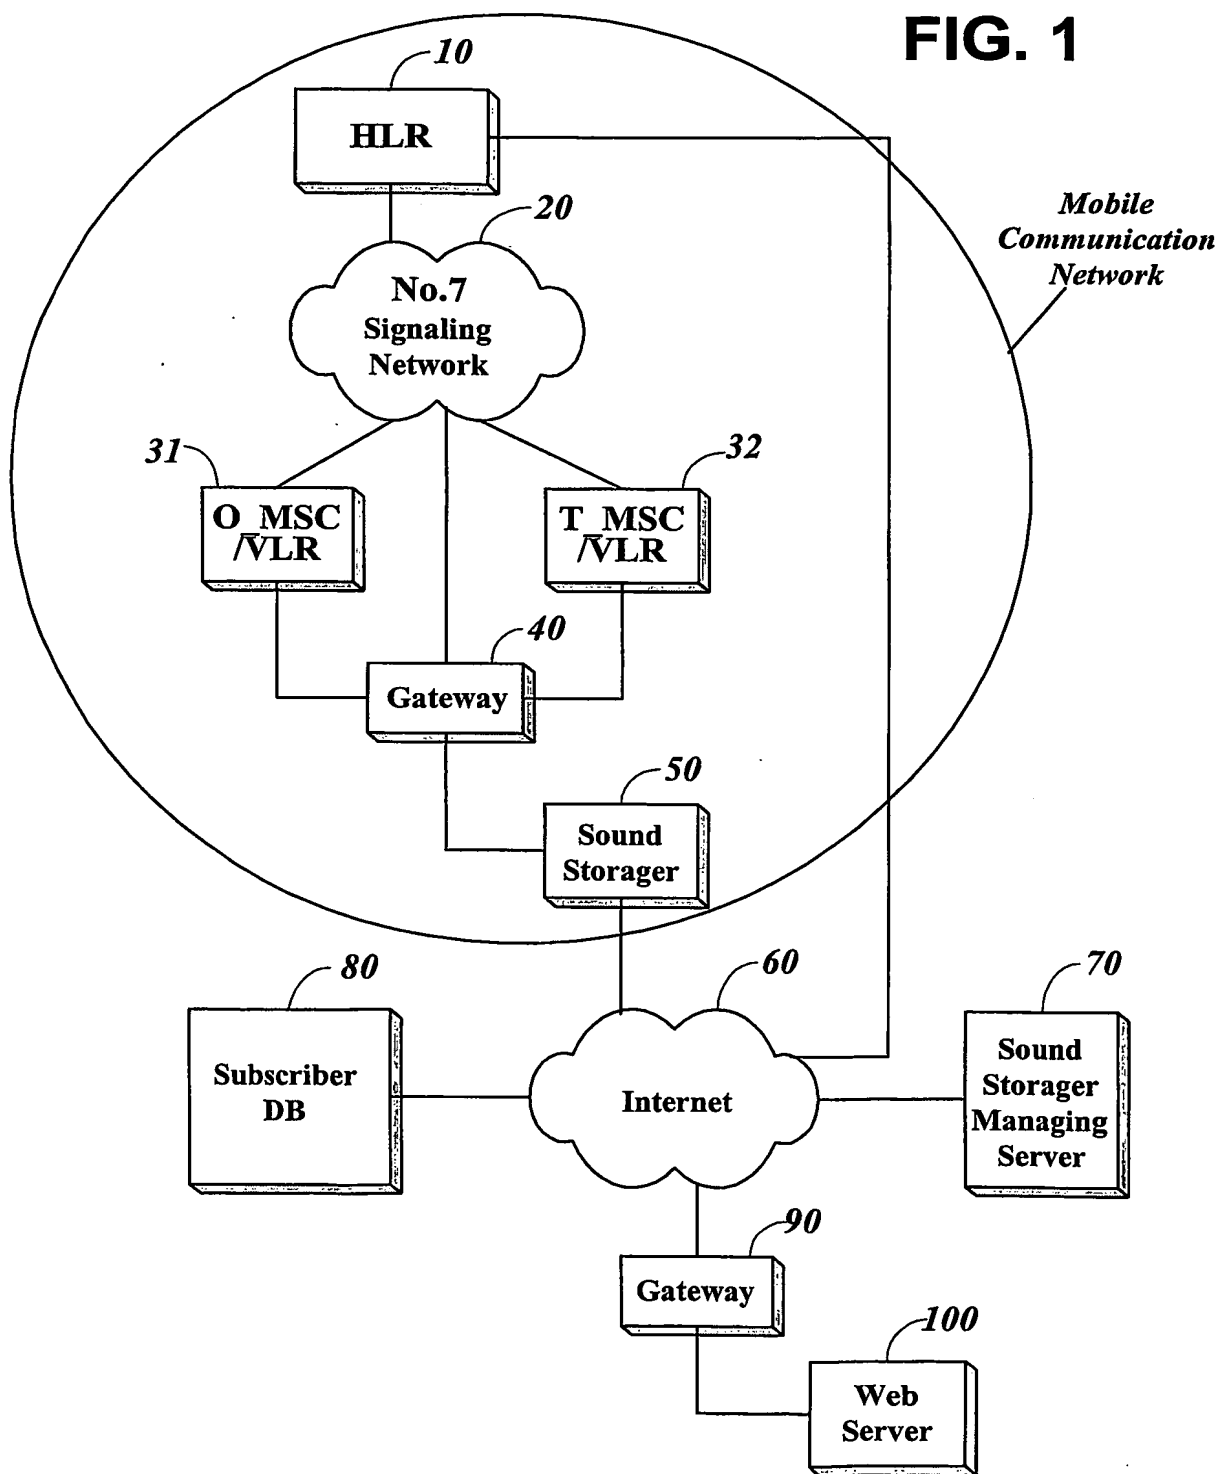 FIG. 1
10
HLR
20
Mobile
Communication
Network
No.7
Signaling
Network
31
32
O_MSC
/VLR
T_MSC
/VLR
40
Gateway
50
Sound
Storager
80
60
70
Subscriber
DB
Internet
Sound
Storager
Managing
Server
90
Gateway
100
Web
Server